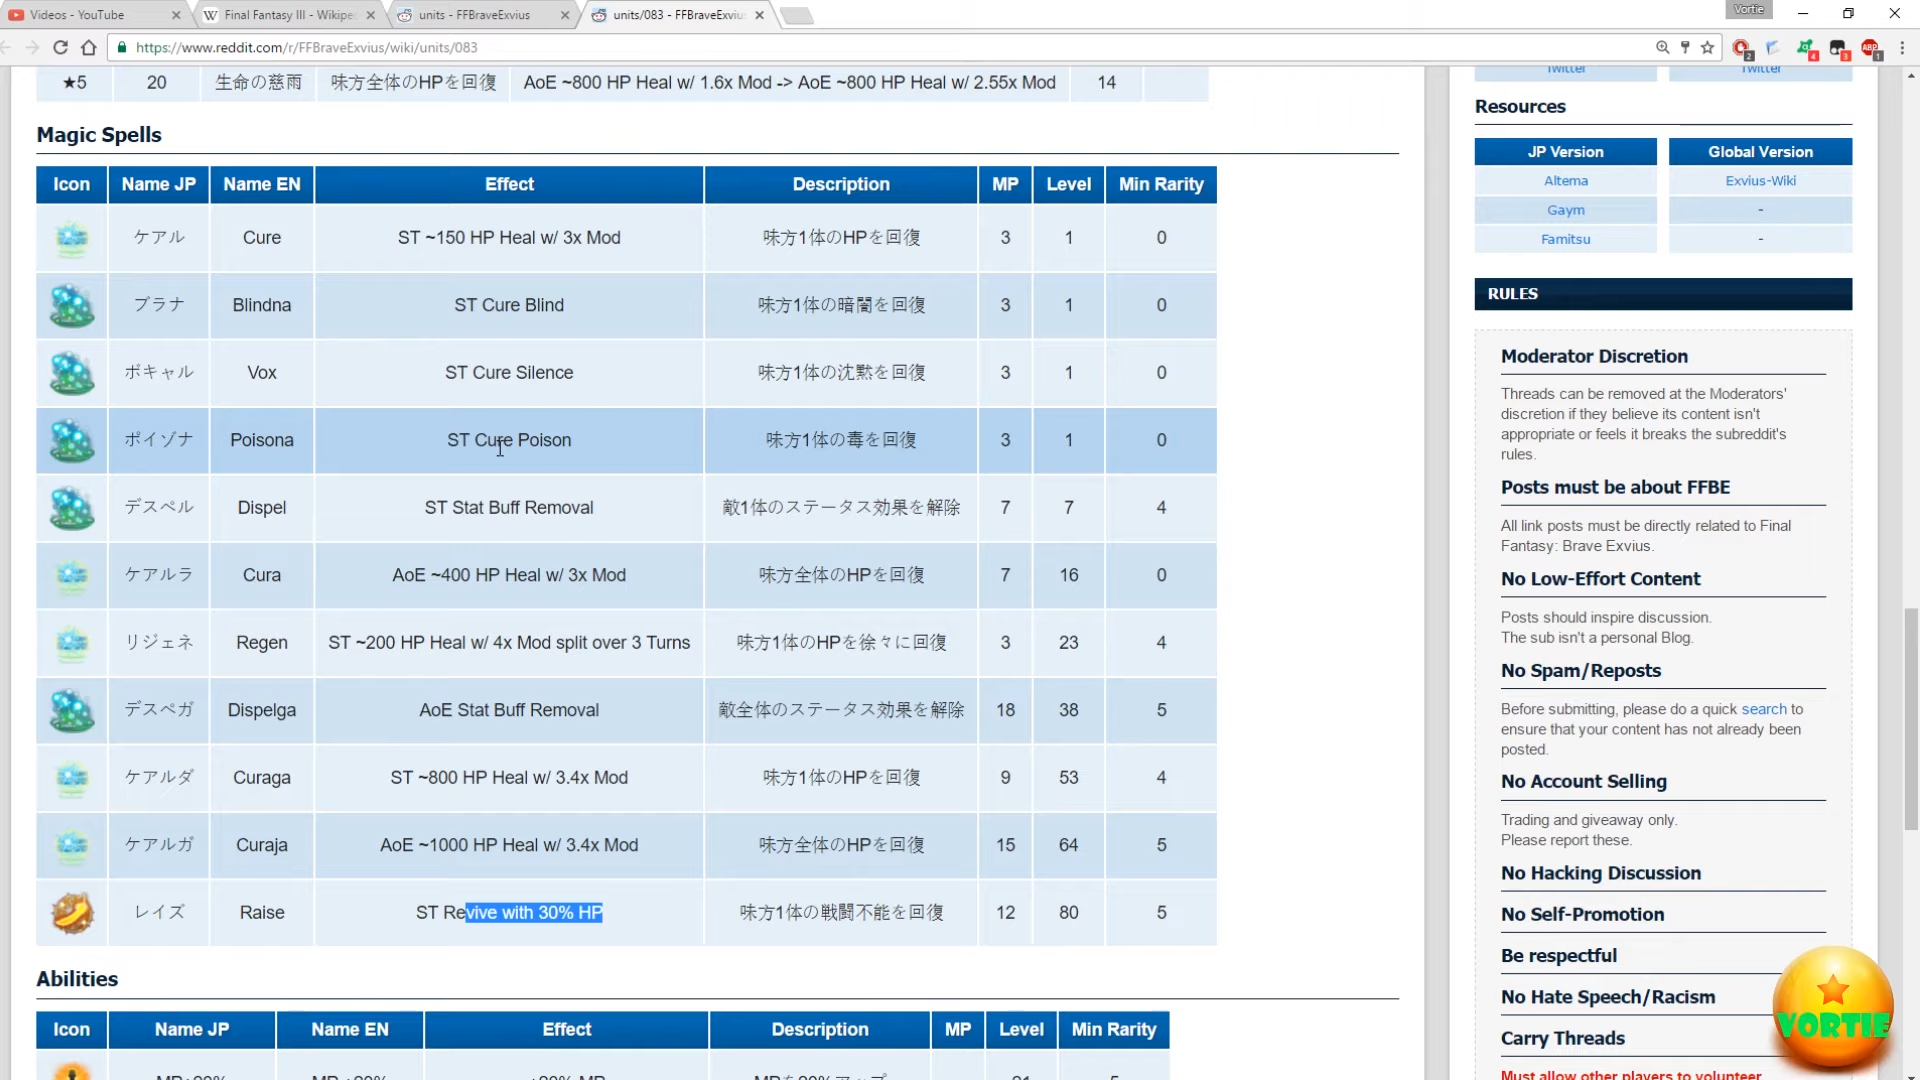 Videos - YouTube
Final Fantasy III - Wikipe
units - FFBraveExvius
units/083 - FFBraveExviu
Vortie
https://www.reddit.com/r/FFBraveExvius/wiki/units/083
★5 20 生命の慈雨 味方全体のHPを回復 AoE ~800 HP Heal w/ 1.6x Mod -> AoE ~800 HP Heal w/ 2.55x Mod 14
Magic Spells
Icon Name JP Name EN Effect Description MP Level Min Rarity
ケアル Cure ST ~150 HP Heal w/ 3x Mod 味方1体のHPを回復 3 1 0
ブラナ Blindna ST Cure Blind 味方1体の暗闇を回復 3 1 0
ボキャル Vox ST Cure Silence 味方1体の沈黙を回復 3 1 0
ポイゾナ Poisona ST Cure Poison 味方1体の毒を回復 3 1 0
デスペル Dispel ST Stat Buff Removal 敵1体のステータス効果を解除 7 7 4
ケアルラ Cura AoE ~400 HP Heal w/ 3x Mod 味方全体のHPを回復 7 16 0
リジェネ Regen ST ~200 HP Heal w/ 4x Mod split over 3 Turns 味方1体のHPを徐々に回復 3 23 4
デスペガ Dispelga AoE Stat Buff Removal 敵全体のステータス効果を解除 18 38 5
ケアルダ Curaga ST ~800 HP Heal w/ 3.4x Mod 味方1体のHPを回復 9 53 4
ケアルガ Curaja AoE ~1000 HP Heal w/ 3.4x Mod 味方全体のHPを回復 15 64 5
レイズ Raise ST Revive with 30% HP 味方1体の戦闘不能を回復 12 80 5
Abilities
Icon Name JP Name EN Effect Description MP Level Min Rarity
Twitter Twitter
Resources
JP Version Global Version
Altema Exvius-Wiki
Gaym -
Famitsu -
RULES
Moderator Discretion
Threads can be removed at the Moderators'
discretion if they believe its content isn't
appropriate or feels it breaks the subreddit's
rules.
Posts must be about FFBE
All link posts must be directly related to Final
Fantasy: Brave Exvius.
No Low-Effort Content
Posts should inspire discussion.
The sub isn't a personal Blog.
No Spam/Reposts
Before submitting, please do a quick search to
ensure that your content has not already been
posted.
No Account Selling
Trading and giveaway only.
Please report these.
No Hacking Discussion
No Self-Promotion
Be respectful
No Hate Speech/Racism
Carry Threads
Must allow other players to volunteer
VORTIE